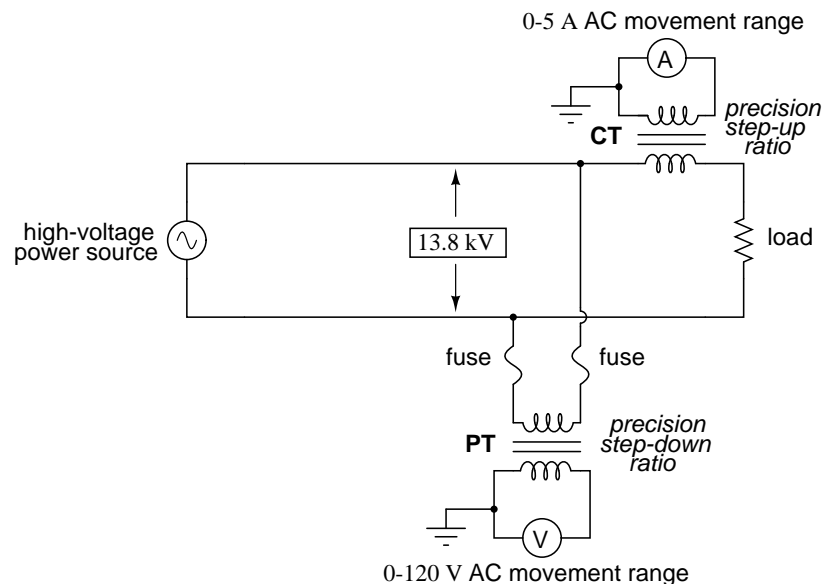 0-5 A AC movement range
A
CT
precision
step-up
ratio
high-voltage
power source
13.8 kV
load
fuse
fuse
PT
precision
step-down
ratio
V
0-120 V AC movement range